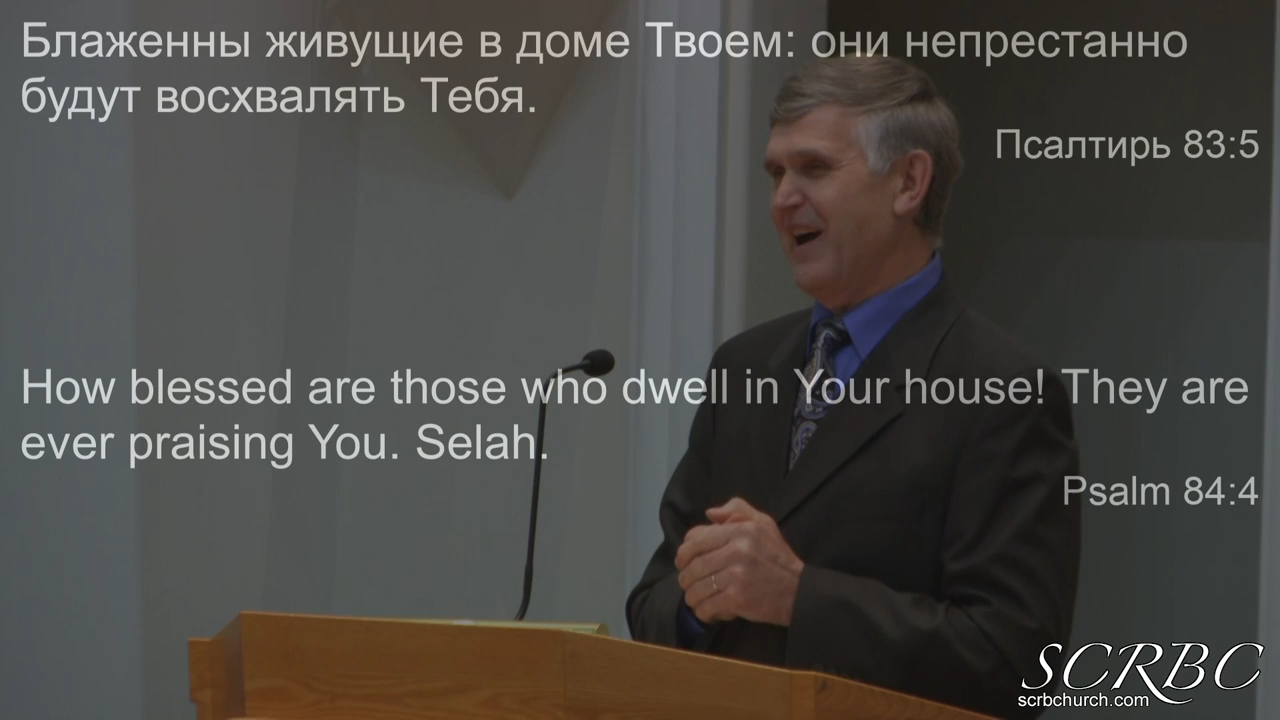 Блаженны живущие в доме Твоем: они непрестанно
будут восхвалять Тебя.
Псалтирь 83:5
How blessed are those who dwell in Your house! They are
ever praising You. Selah.
Psalm 84:4
SCRBC
scrbchurch.com